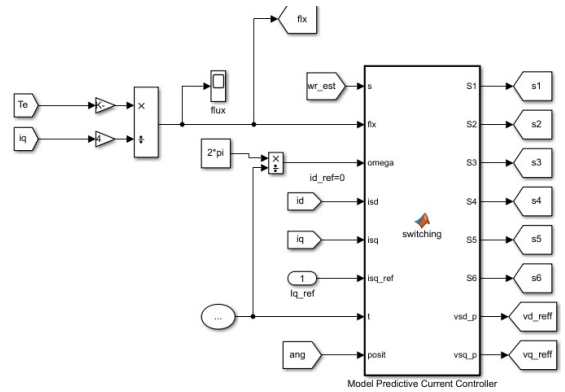 flx
Te
K-
×
÷
flux
iq
4
wr_est
s
S1
s1
flx
S2
s2
2*pi
×
÷
omega
S3
s3
id_ref=0
id
isd
S4
s4
switching
iq
isq
S5
s5
1
isq_ref
S6
s6
Iq_ref
...
t
vsd_p
vd_reff
ang
posit
vsq_p
vq_reff
Model Predictive Current Controller